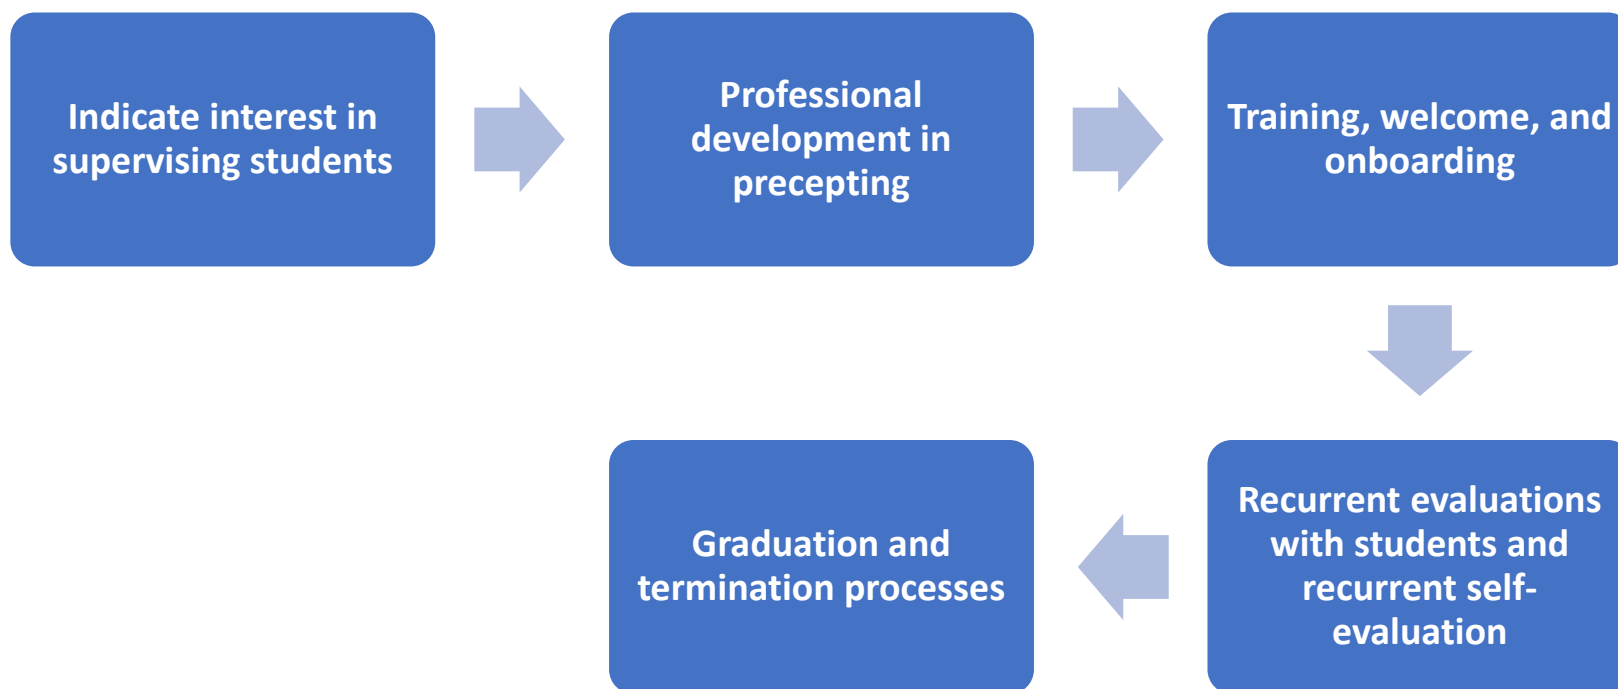 Indicate interest in
supervising students
Professional
development in
precepting
Training, welcome, and
onboarding
Recurrent evaluations
with students and
recurrent self-
evaluation
Graduation and
termination processes